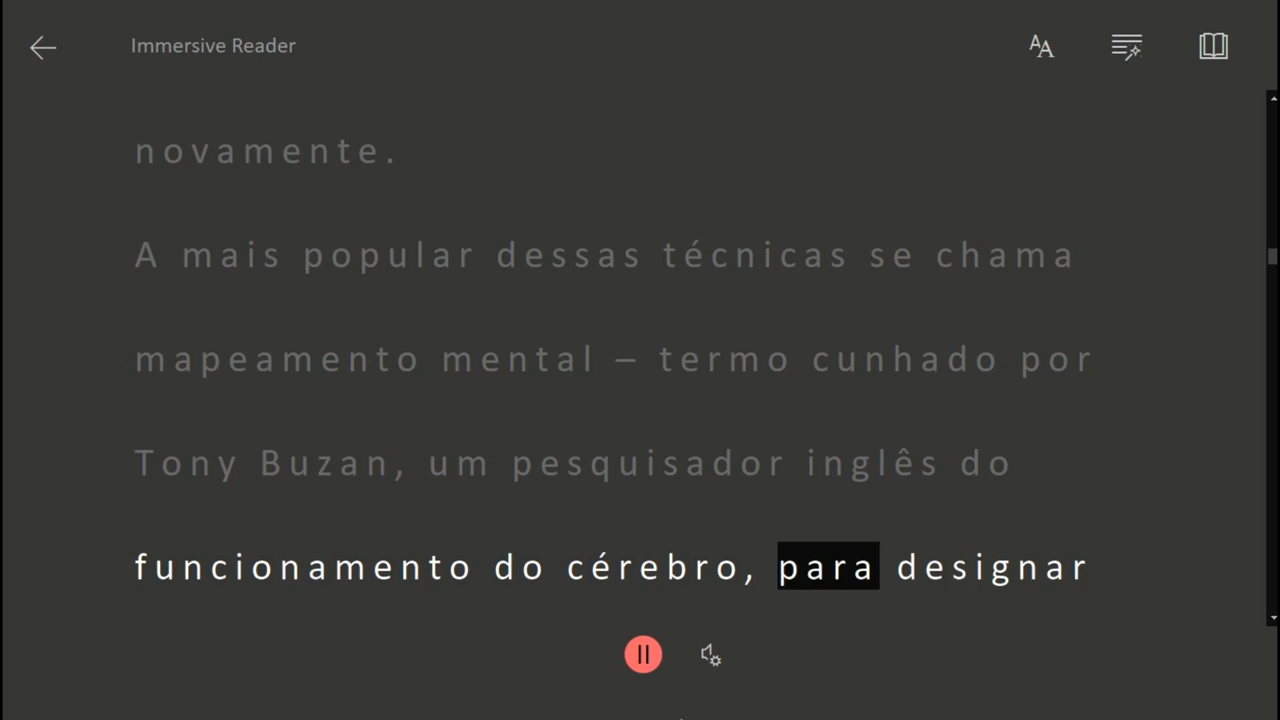 Immersive Reader
novamente.
A mais popular dessas técnicas se chama
mapeamento mental – termo cunhado por
Tony Buzan, um pesquisador inglês do
funcionamento do cérebro, para designar